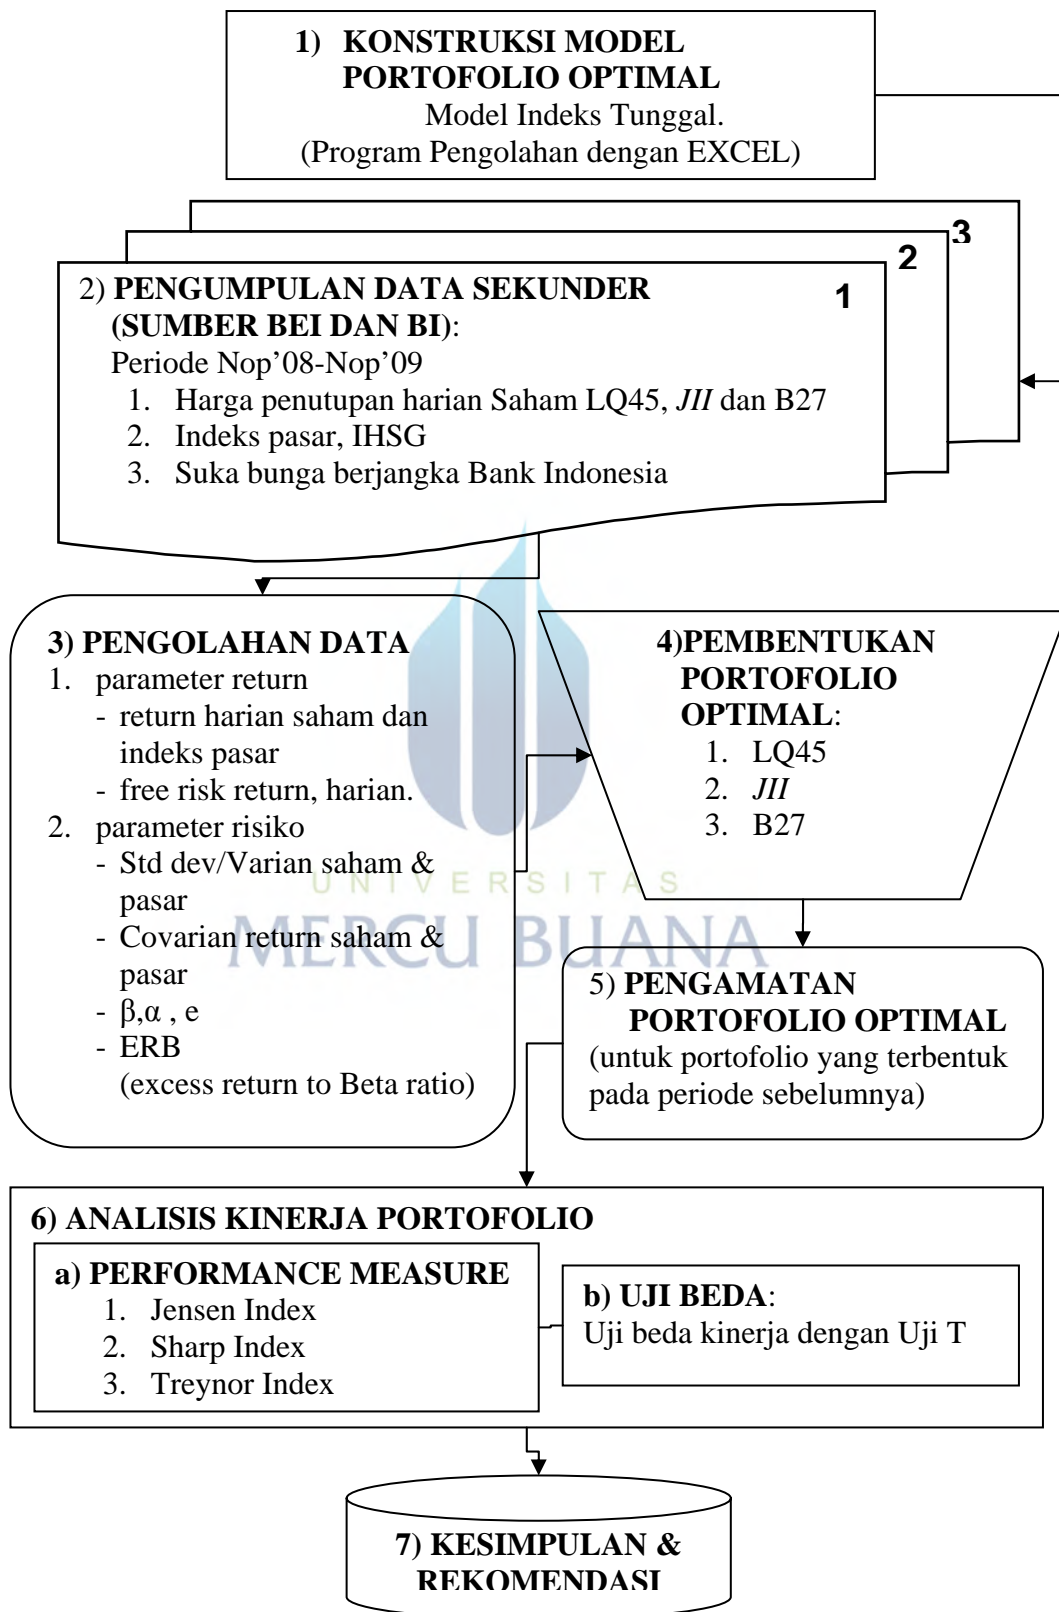 1) KONSTRUKSI MODEL
PORTOFOLIO OPTIMAL
Model Indeks Tunggal.
(Program Pengolahan dengan EXCEL)
3
2
1
2) PENGUMPULAN DATA SEKUNDER
(SUMBER BEI DAN BI):
Periode Nop’08-Nop’09
1. Harga penutupan harian Saham LQ45, JII dan B27
2. Indeks pasar, IHSG
3. Suka bunga berjangka Bank Indonesia
3) PENGOLAHAN DATA
1. parameter return
- return harian saham dan
indeks pasar
- free risk return, harian.
2. parameter risiko
- Std dev/Varian saham &
pasar
- Covarian return saham &
pasar
- β,α , e
- ERB
(excess return to Beta ratio)
4)PEMBENTUKAN
PORTOFOLIO
OPTIMAL:
1. LQ45
2. JII
3. B27
UNIVERSITAS
MERCU BUANA
5) PENGAMATAN
PORTOFOLIO OPTIMAL
(untuk portofolio yang terbentuk
pada periode sebelumnya)
6) ANALISIS KINERJA PORTOFOLIO
a) PERFORMANCE MEASURE
1. Jensen Index
2. Sharp Index
3. Treynor Index
b) UJI BEDA:
Uji beda kinerja dengan Uji T
7) KESIMPULAN &
REKOMENDASI